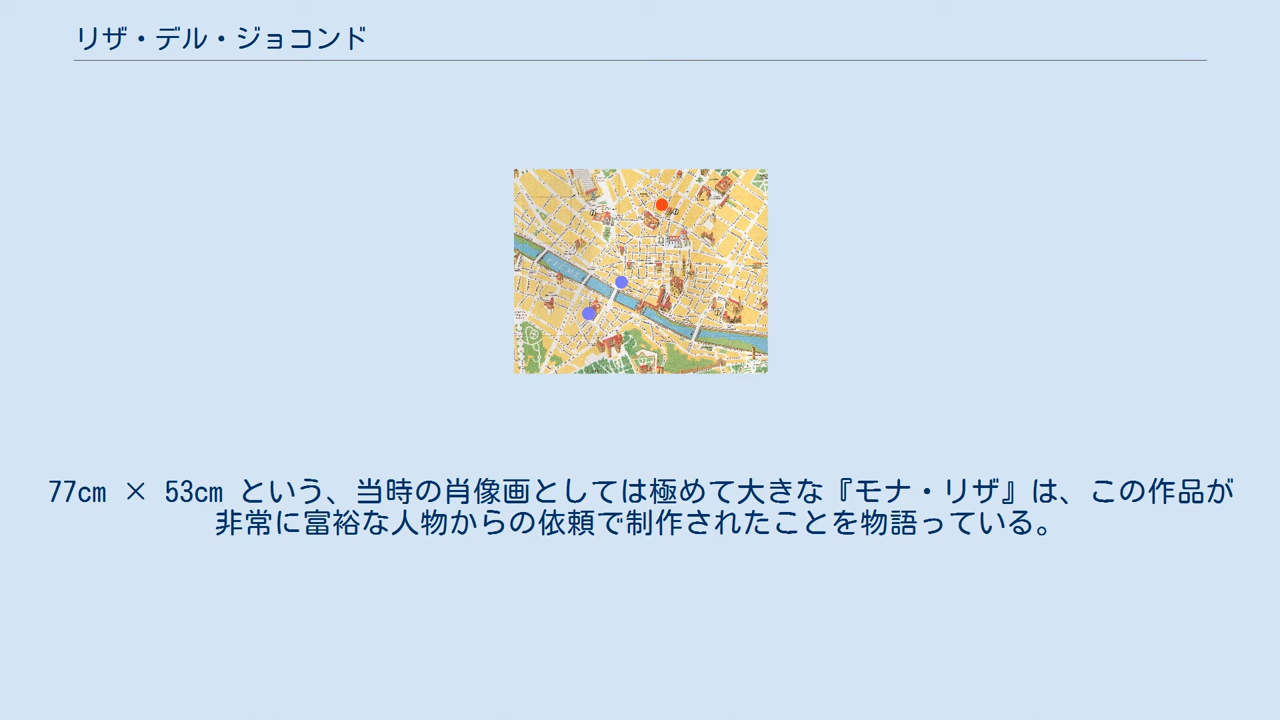 リザ・デル・ジョコンド
77cm × 53cm という、当時の肖像画としては極めて大きな『モナ・リザ』は、この作品が
非常に富裕な人物からの依頼で制作されたことを物語っている。